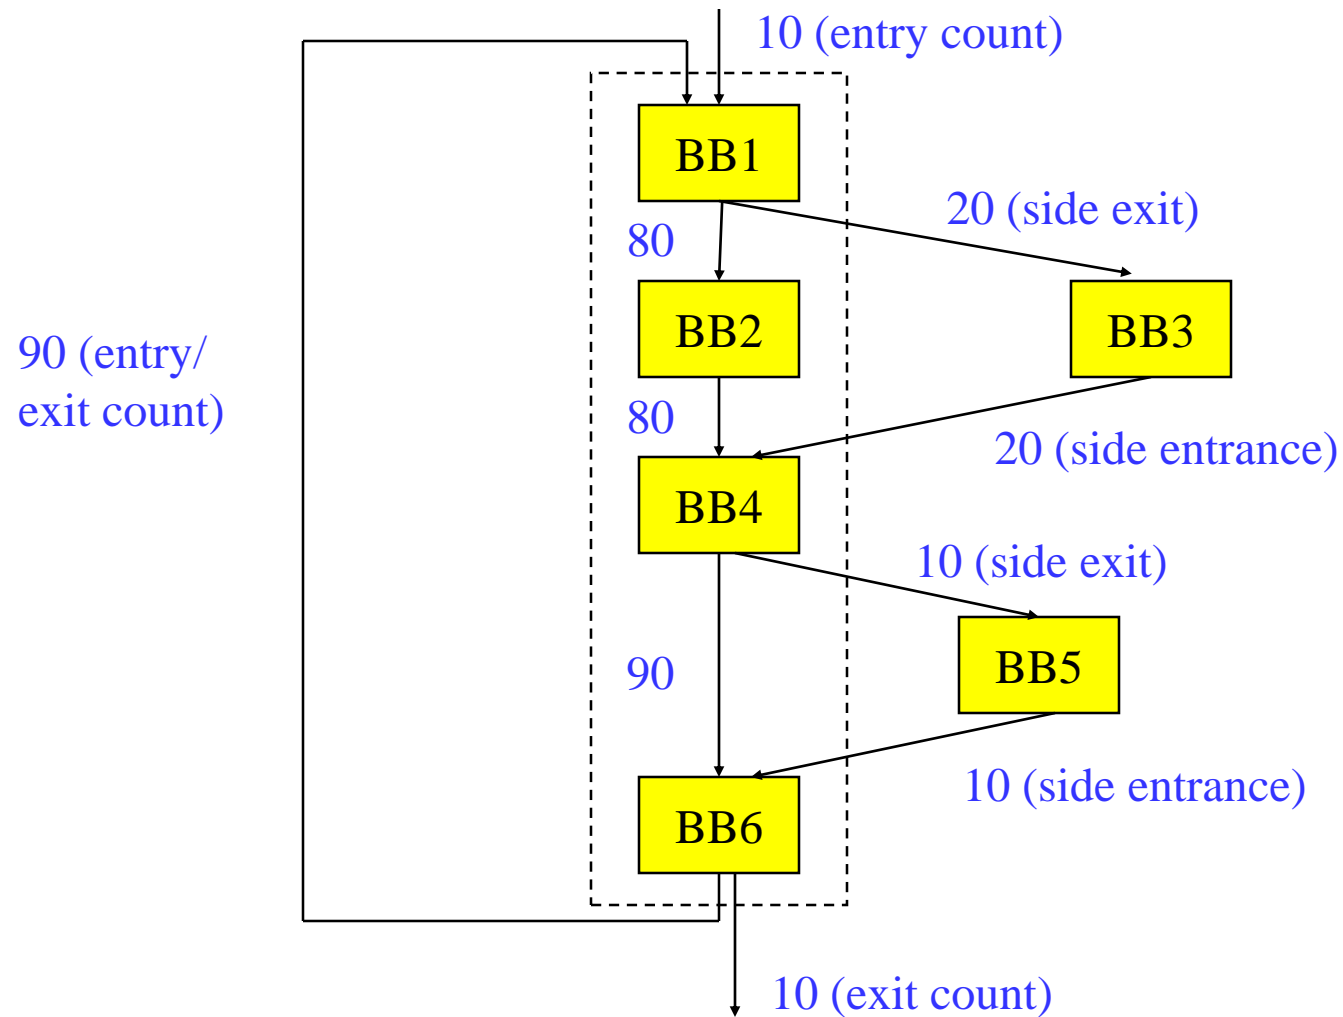 10 (entry count)
BB1
20 (side exit)
80
BB2
BB3
90 (entry/
exit count)
80
20 (side entrance)
BB4
10 (side exit)
90
BB5
10 (side entrance)
BB6
10 (exit count)